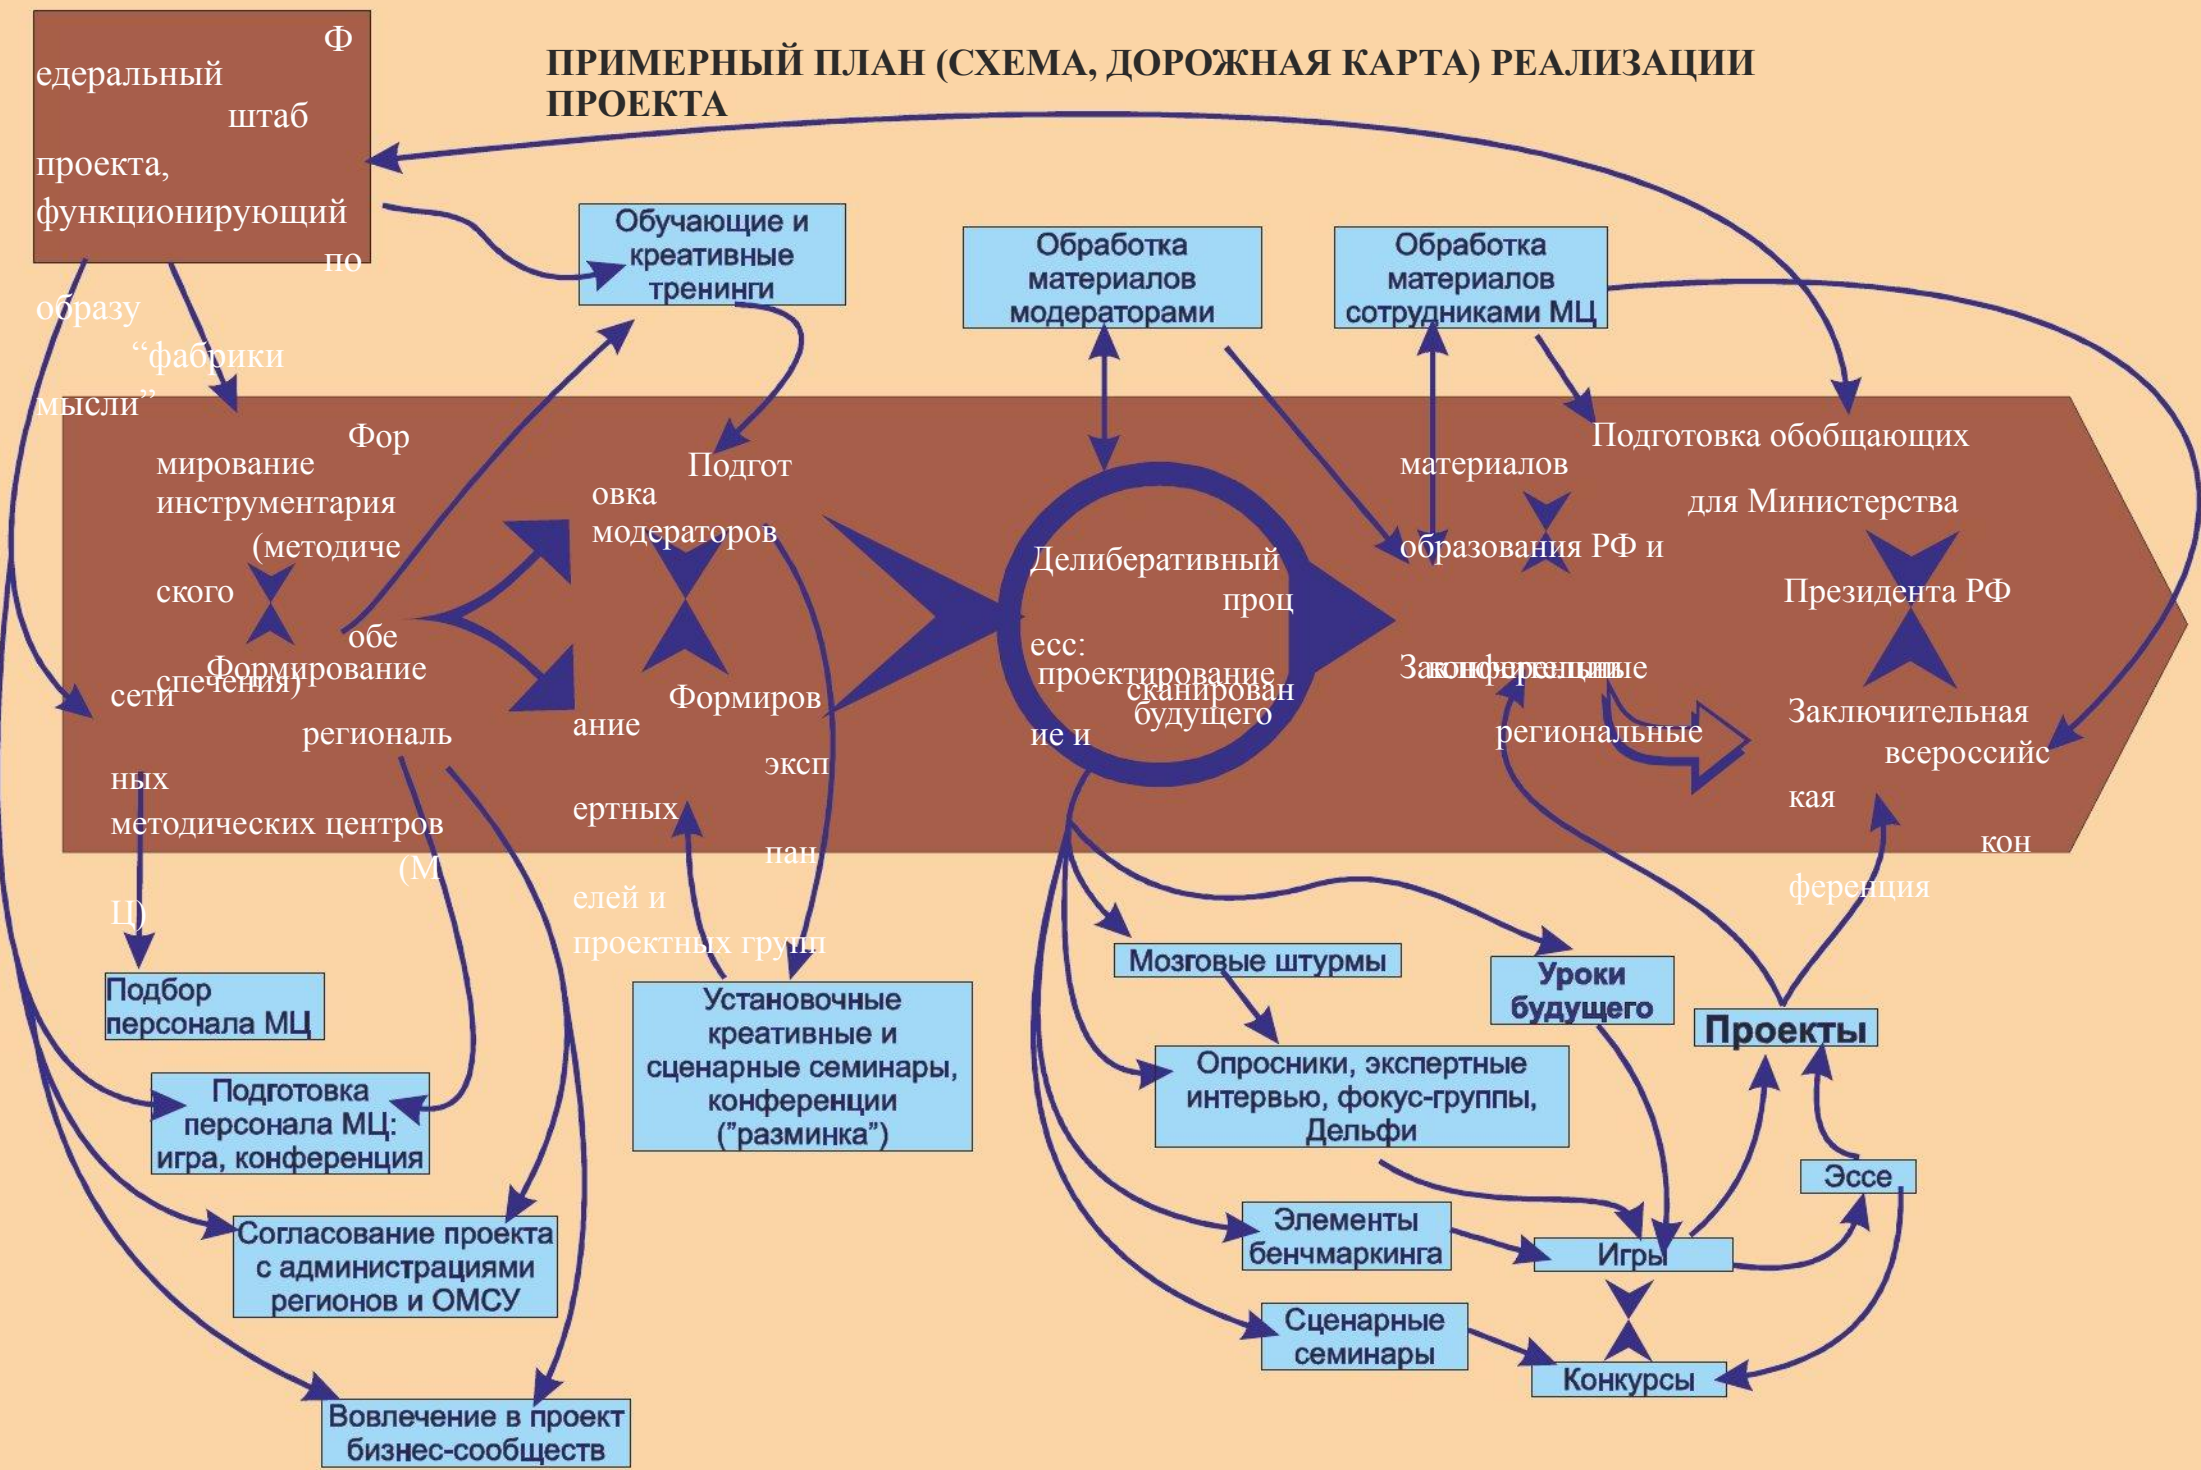 ПРИМЕРНЫЙ ПЛАН (СХЕМА, ДОРОЖНАЯ КАРТА) РЕАЛИЗАЦИИ
ПРОЕКТА
Ф
едеральный
штаб
проекта,
функционирующий
по
образу
“фабрики
мысли”
Обучающие и
креативные
тренинги
Обработка
материалов
модераторами
Обработка
материалов
сотрудниками МЦ
Фор
мирование
инструментария
(методиче
ского
обе
спечения)
Формирование
сети
региональ
ных
методических центров
(М
Ц)
Подгот
овка
модераторов
Формиров
ание
эксп
ертных
пан
елей и
проектных групп
Делиберативный
проц
есс:
сканирован
ие и
проектирование
будущего
Подготовка обобщающих
материалов
для Министерства
образования РФ и
Президента РФ
Заключительные
региональные
конференции
Заключительная
всероссийс
кая
кон
ференция
Подбор
персонала МЦ
Подготовка
персонала МЦ:
игра, конференция
Согласование проекта
с администрациями
регионов и ОМСУ
Вовлечение в проект
бизнес-сообществ
Установочные
креативные и
сценарные семинары,
конференции
(”разминка”)
Мозговые штурмы
Уроки
будущего
Проекты
Опросники, экспертные
интервью, фокус-группы,
Дельфи
Эссе
Элементы
бенчмаркинга
Игры
Сценарные
семинары
Конкурсы